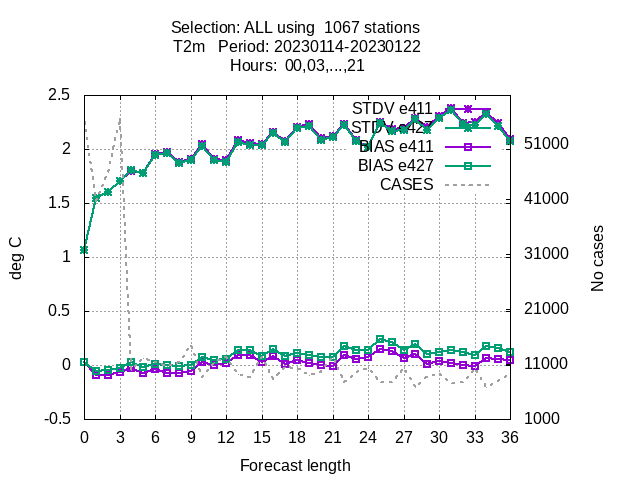 Selection: ALL using  1067 stations
T2m   Period: 20230114-20230122
Hours:  00,03,...,21
2.5
2
1.5
1
0.5
0
-0.5
deg C
STDV e411
STDV e427
BIAS e411
BIAS e427
CASES
51000
41000
31000
21000
11000
1000
No cases
0 3 6 9 12 15 18 21 24 27 30 33 36
Forecast length